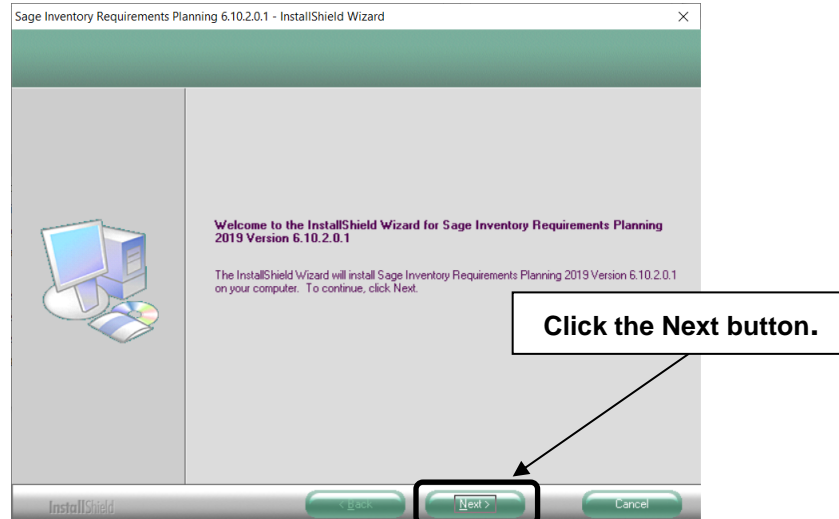 Sage Inventory Requirements Planning 6.10.2.0.1 - InstallShield Wizard
Welcome to the InstallShield Wizard for Sage Inventory Requirements Planning
2019 Version 6.10.2.0.1
The InstallShield Wizard will install Sage Inventory Requirements Planning 2019 Version 6.10.2.0.1
on your computer. To continue, click Next.
Click the Next button.
InstallShield
< Back
Next >
Cancel